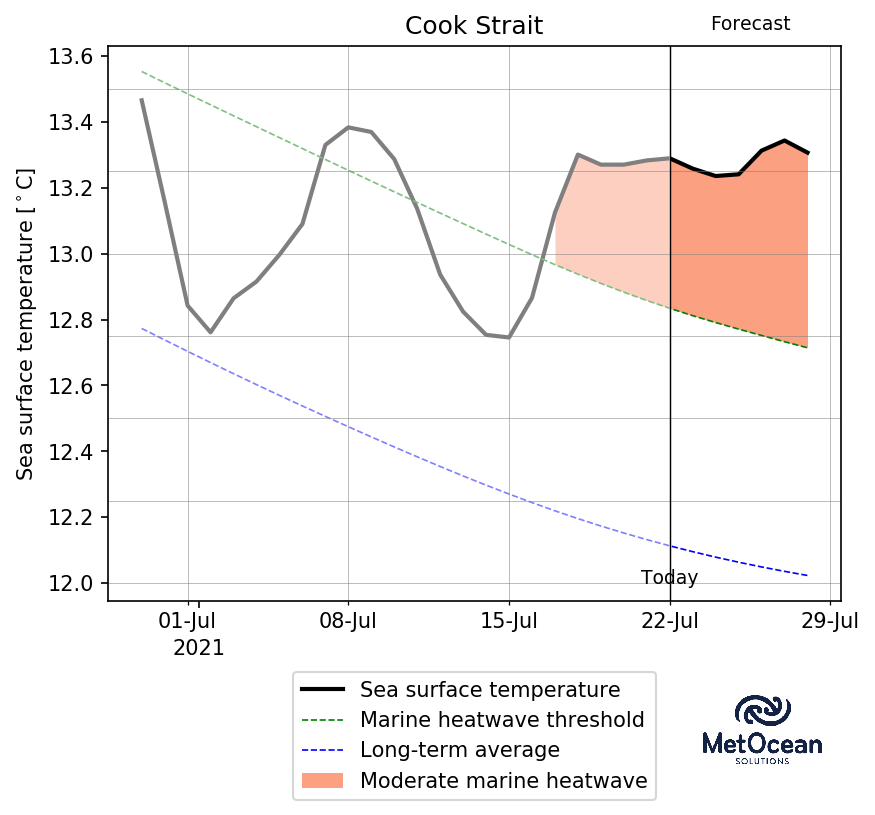 Cook Strait
Forecast
Sea surface temperature [°C]
13.6
13.4
13.2
13.0
12.8
12.6
12.4
12.2
12.0
Today
01-Jul
2021
08-Jul
15-Jul
22-Jul
29-Jul
Sea surface temperature
Marine heatwave threshold
Long-term average
Moderate marine heatwave
MetOcean
SOLUTIONS